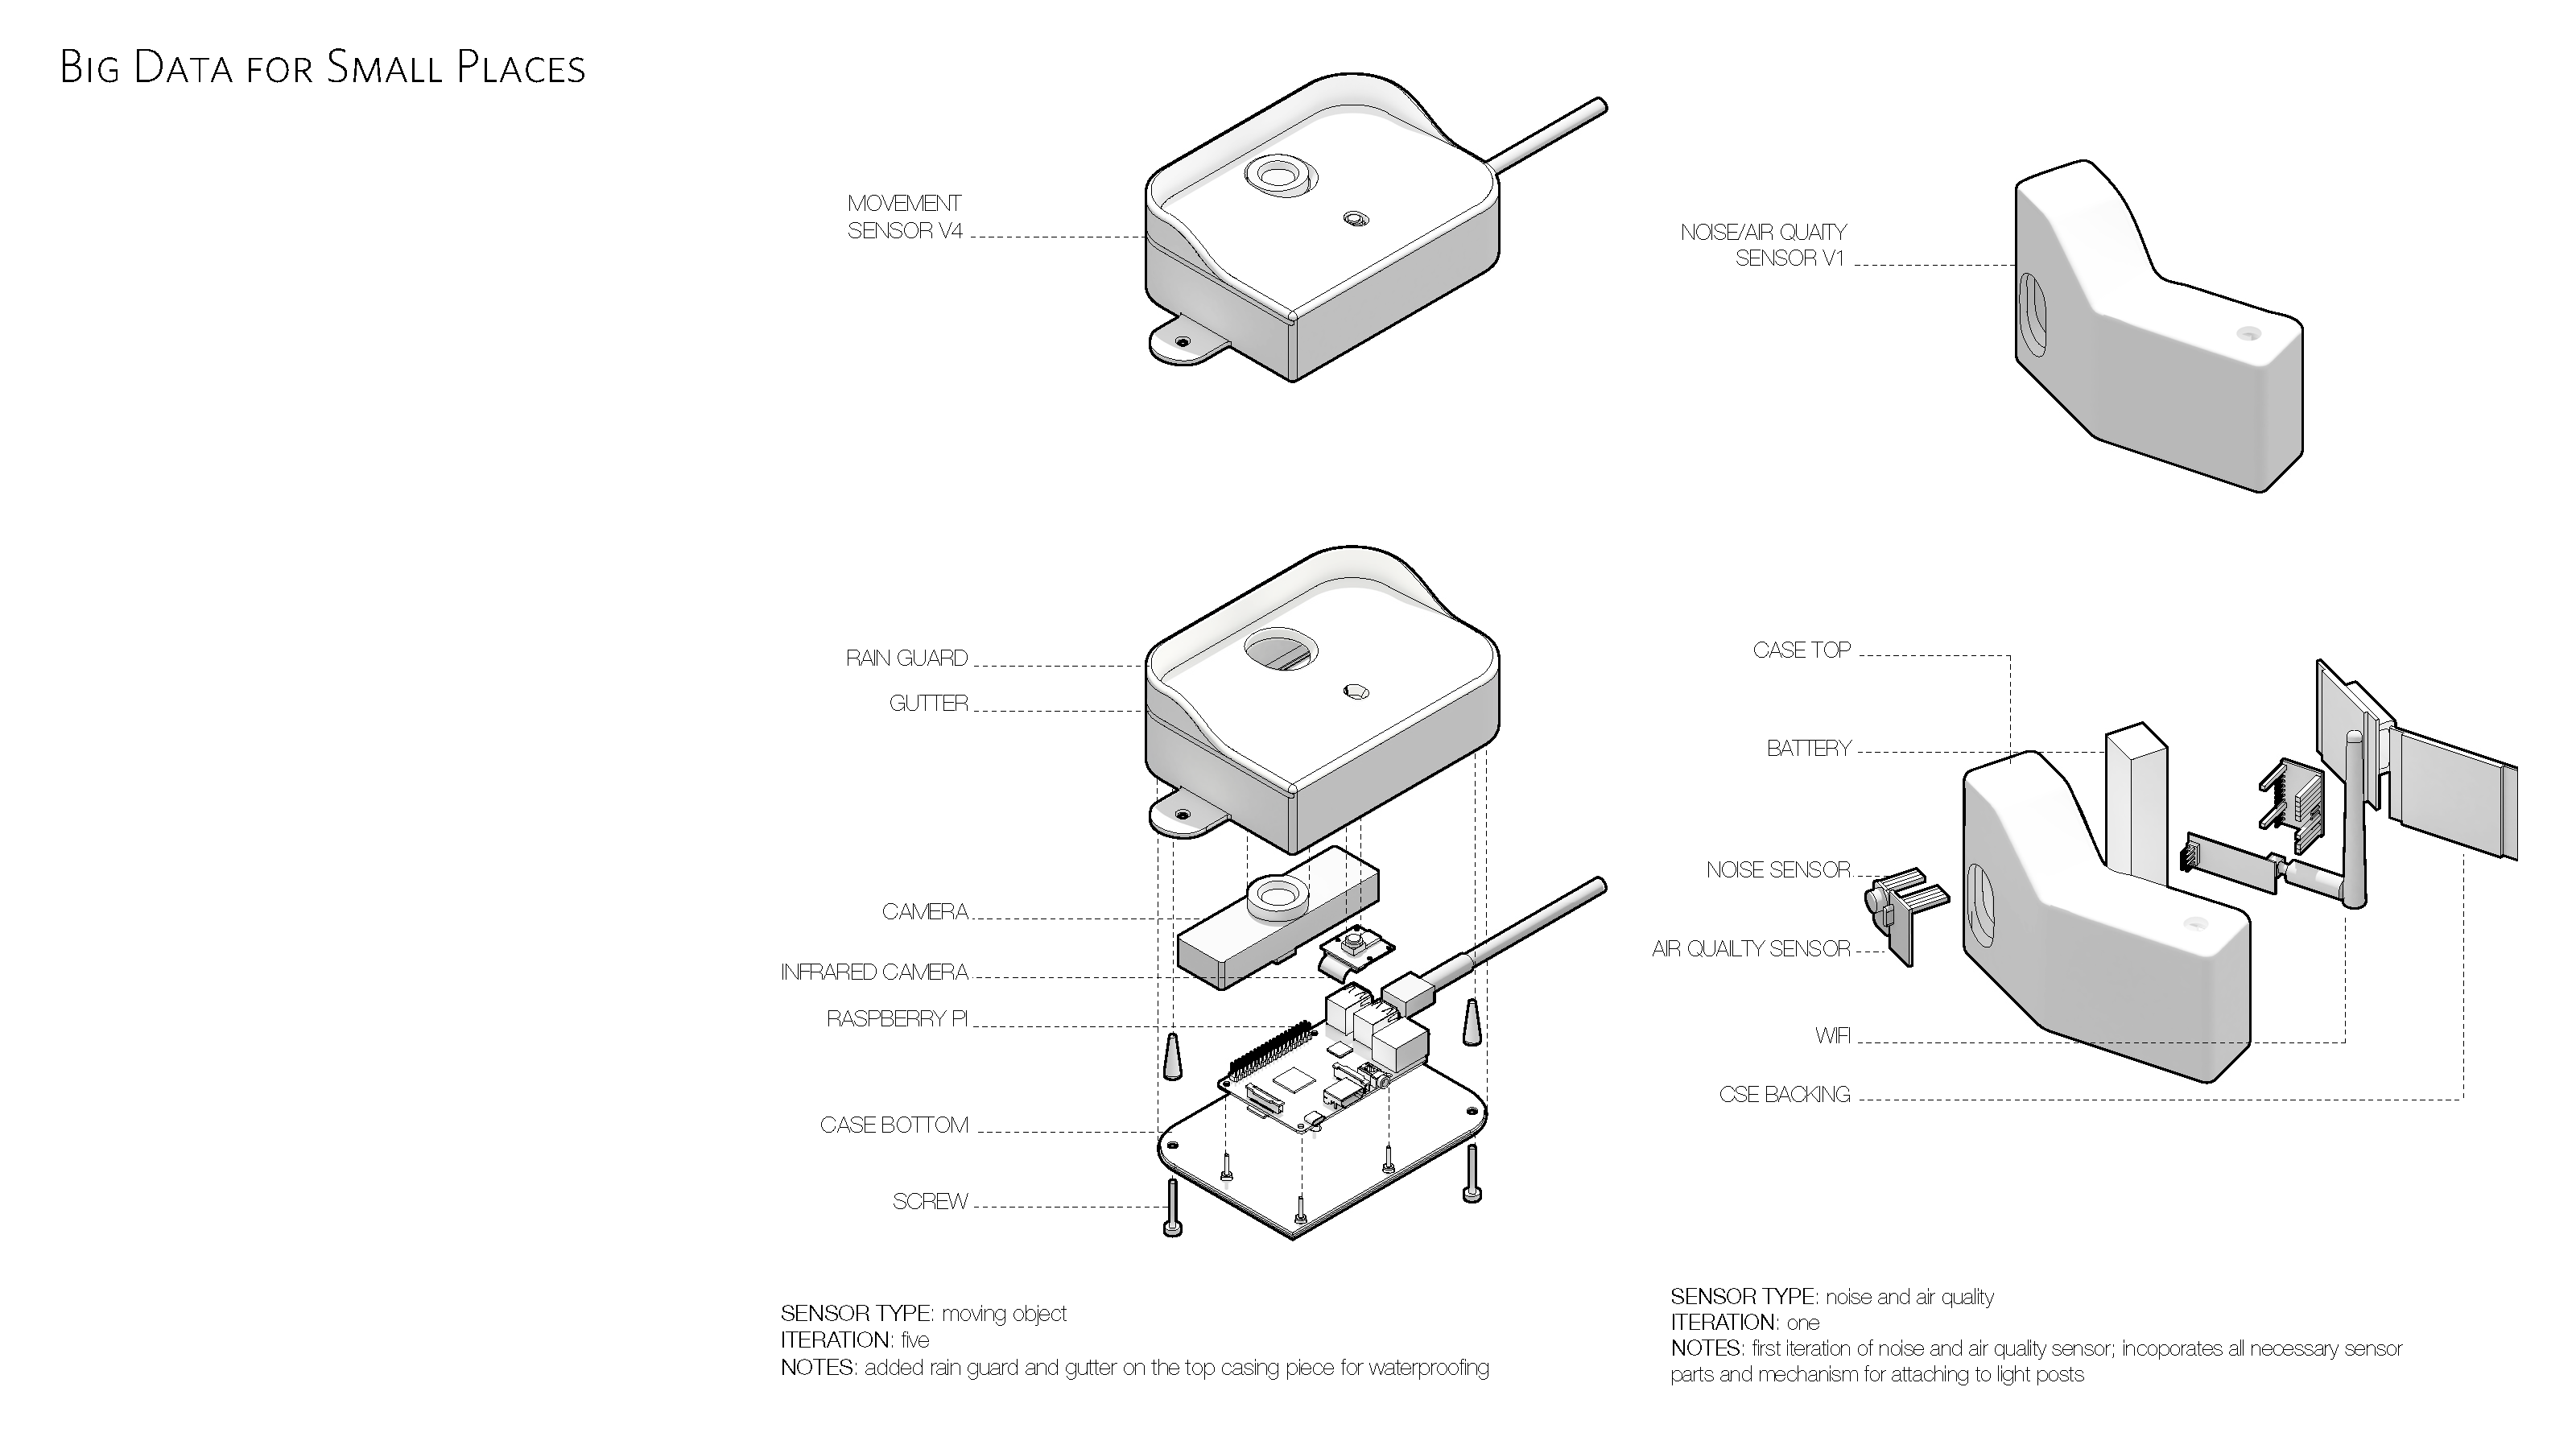 Big Data for Small Places
MOVEMENT
SENSOR V4
NOISE/AIR QUAITY
SENSOR V1
RAIN GUARD
GUTTER
CAMERA
INFRARED CAMERA
RASPBERRY PI
CASE BOTTOM
SCREW
CASE TOP
BATTERY
NOISE SENSOR
AIR QUAILTY SENSOR
WIFI
CSE BACKING
SENSOR TYPE: moving object
ITERATION: five
NOTES: added rain guard and gutter on the top casing piece for waterproofing
SENSOR TYPE: noise and air quality
ITERATION: one
NOTES: first iteration of noise and air quality sensor; incoporates all necessary sensor
parts and mechanism for attaching to light posts